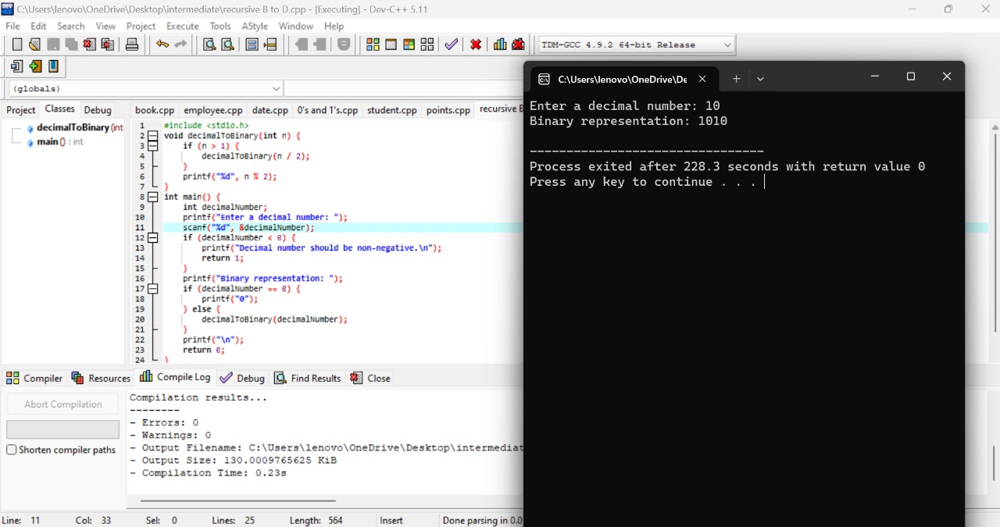 C:\Users\lenovo\OneDrive\Desktop\intermediate\recursive B to D.cpp - [Executing] - Dev-C++ 5.11
File Edit Search View Project Execute Tools AStyle Window Help
TDM-GCC 4.9.2 64-bit Release
(globals)
Project Classes Debug
book.cpp employee.cpp date.cpp 0's and 1's.cpp student.cpp points.cpp recursive B
decimalToBinary (int
main () : int
1 #include <stdio.h>
2 void decimalToBinary(int n) {
3 if (n > 1) {
4 decimalToBinary(n / 2);
5 }
6 printf("%d", n % 2);
7 }
8 int main() {
9 int decimalNumber;
10 printf("Enter a decimal number: ");
11 scanf("%d", &decimalNumber);
12 if (decimalNumber < 0) {
13 printf("Decimal number should be non-negative.\n");
14 return 1;
15 }
16 printf("Binary representation: ");
17 if (decimalNumber == 0) {
18 printf("0");
19 } else {
20 decimalToBinary(decimalNumber);
21 }
22 printf("\n");
23 return 0;
24 }
C:\Users\lenovo\OneDrive\De
Enter a decimal number: 10
Binary representation: 1010
--------------------------------
Process exited after 228.3 seconds with return value 0
Press any key to continue . . .
Compiler Resources Compile Log Debug Find Results Close
Abort Compilation
Shorten compiler paths
Compilation results...
--------
- Errors: 0
- Warnings: 0
- Output Filename: C:\Users\lenovo\OneDrive\Desktop\intermediat
- Output Size: 130.0009765625 KiB
- Compilation Time: 0.23s
Line: 11 Col: 33 Sel: 0 Lines: 25 Length: 564 Insert Done parsing in 0.0